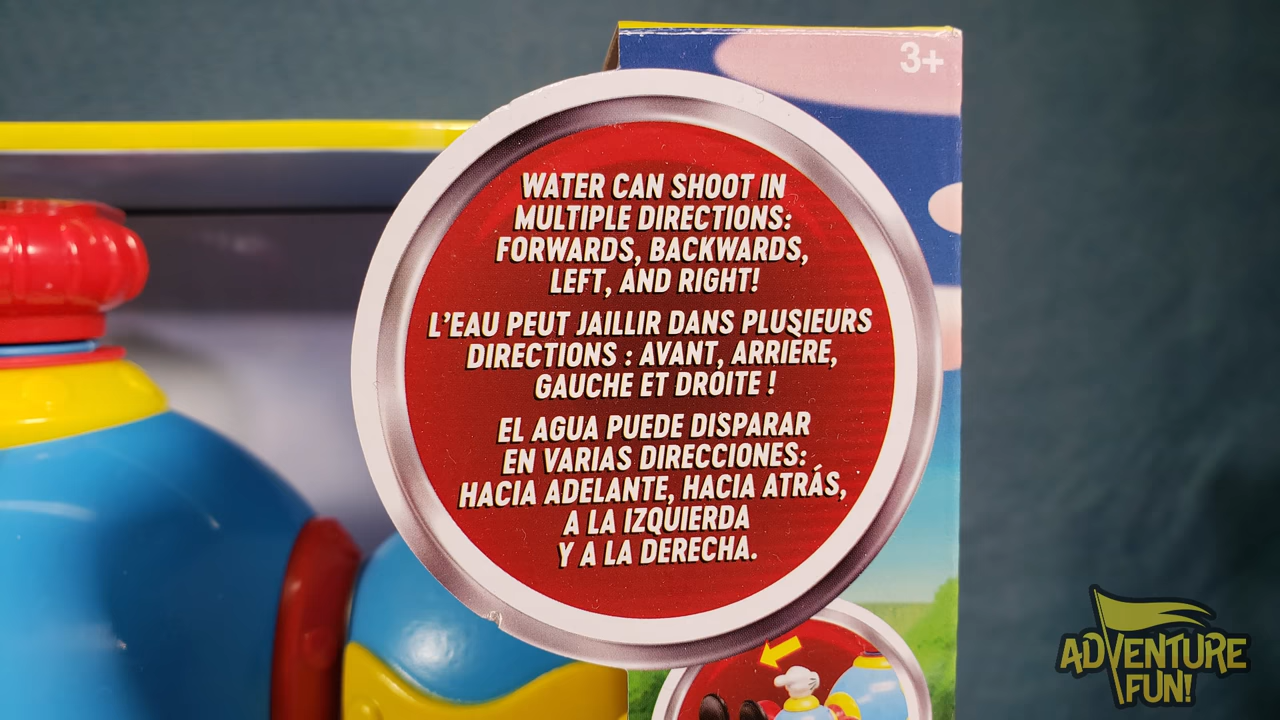 3+
WATER CAN SHOOT IN
MULTIPLE DIRECTIONS:
FORWARDS, BACKWARDS,
LEFT, AND RIGHT!
L'EAU PEUT JAILLIR DANS PLUSIEURS
DIRECTIONS : AVANT, ARRIÈRE,
GAUCHE ET DROITE !
EL AGUA PUEDE DISPARAR
EN VARIAS DIRECCIONES:
HACIA ADELANTE, HACIA ATRÁS,
A LA IZQUIERDA
Y A LA DERECHA.
ADVENTURE
FUN!